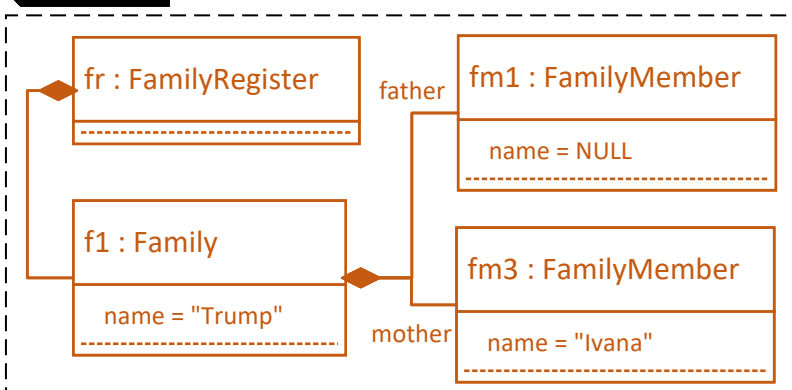 fr : FamilyRegister
father
fm1 : FamilyMember
name = NULL
f1 : Family
name = "Trump"
mother
fm3 : FamilyMember
name = "Ivana"